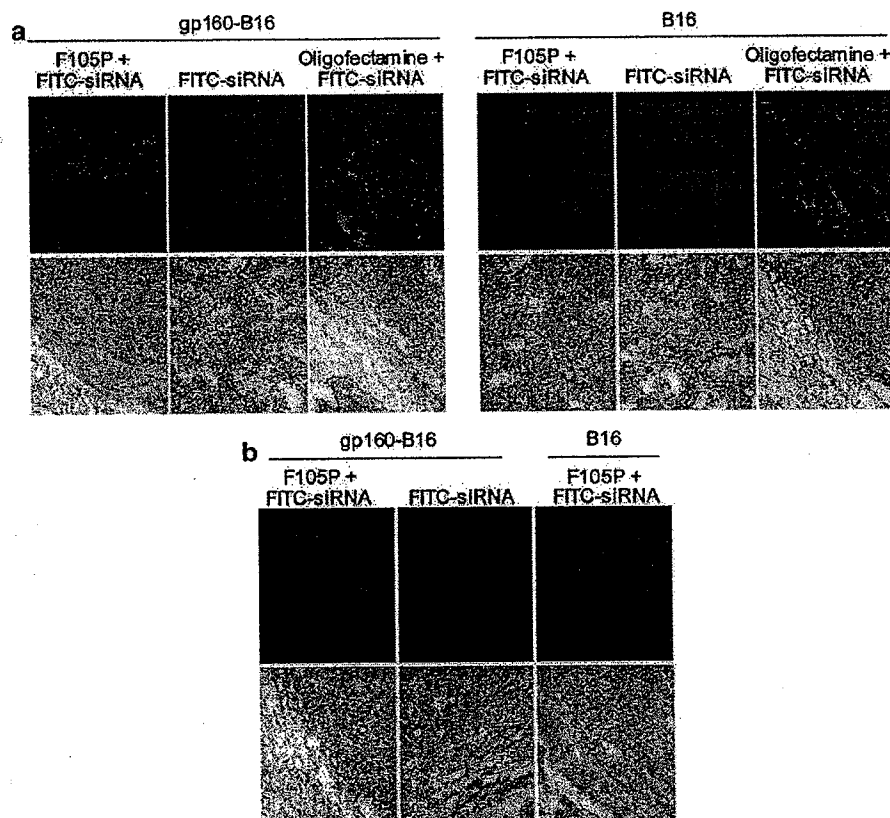 a
gp160-B16
F105P +
FITC-siRNA
FITC-siRNA
Oligofectamine +
FITC-siRNA
B16
F105P +
FITC-siRNA
FITC-siRNA
Oligofectamine +
FITC-siRNA
b
gp160-B16
F105P +
FITC-siRNA
FITC-siRNA
B16
F105P +
FITC-siRNA